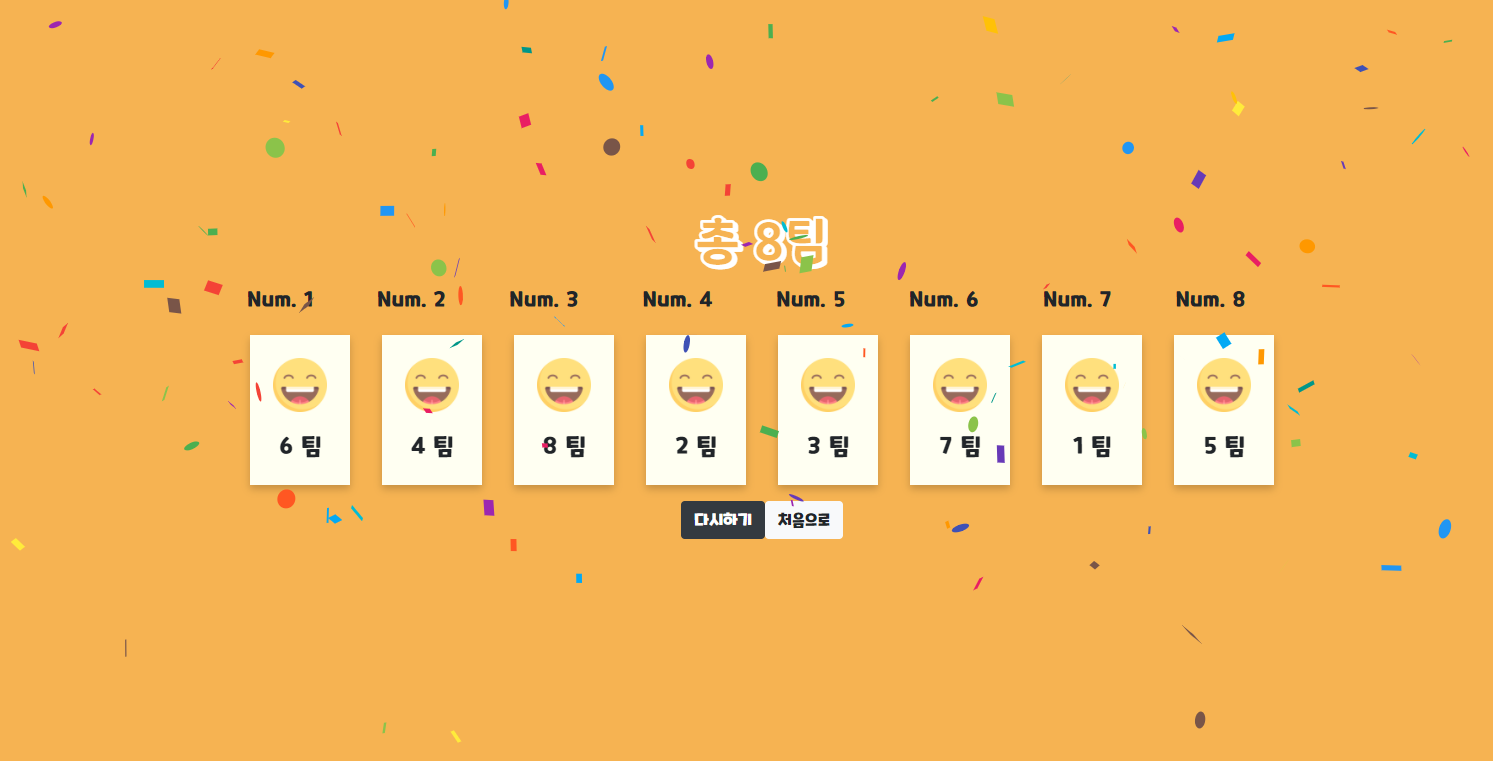 총 8팀
Num. 1 Num. 2 Num. 3 Num. 4 Num. 5 Num. 6 Num. 7 Num. 8
6 팀 4 팀 8 팀 2 팀 3 팀 7 팀 1 팀 5 팀
다시하기 처음으로